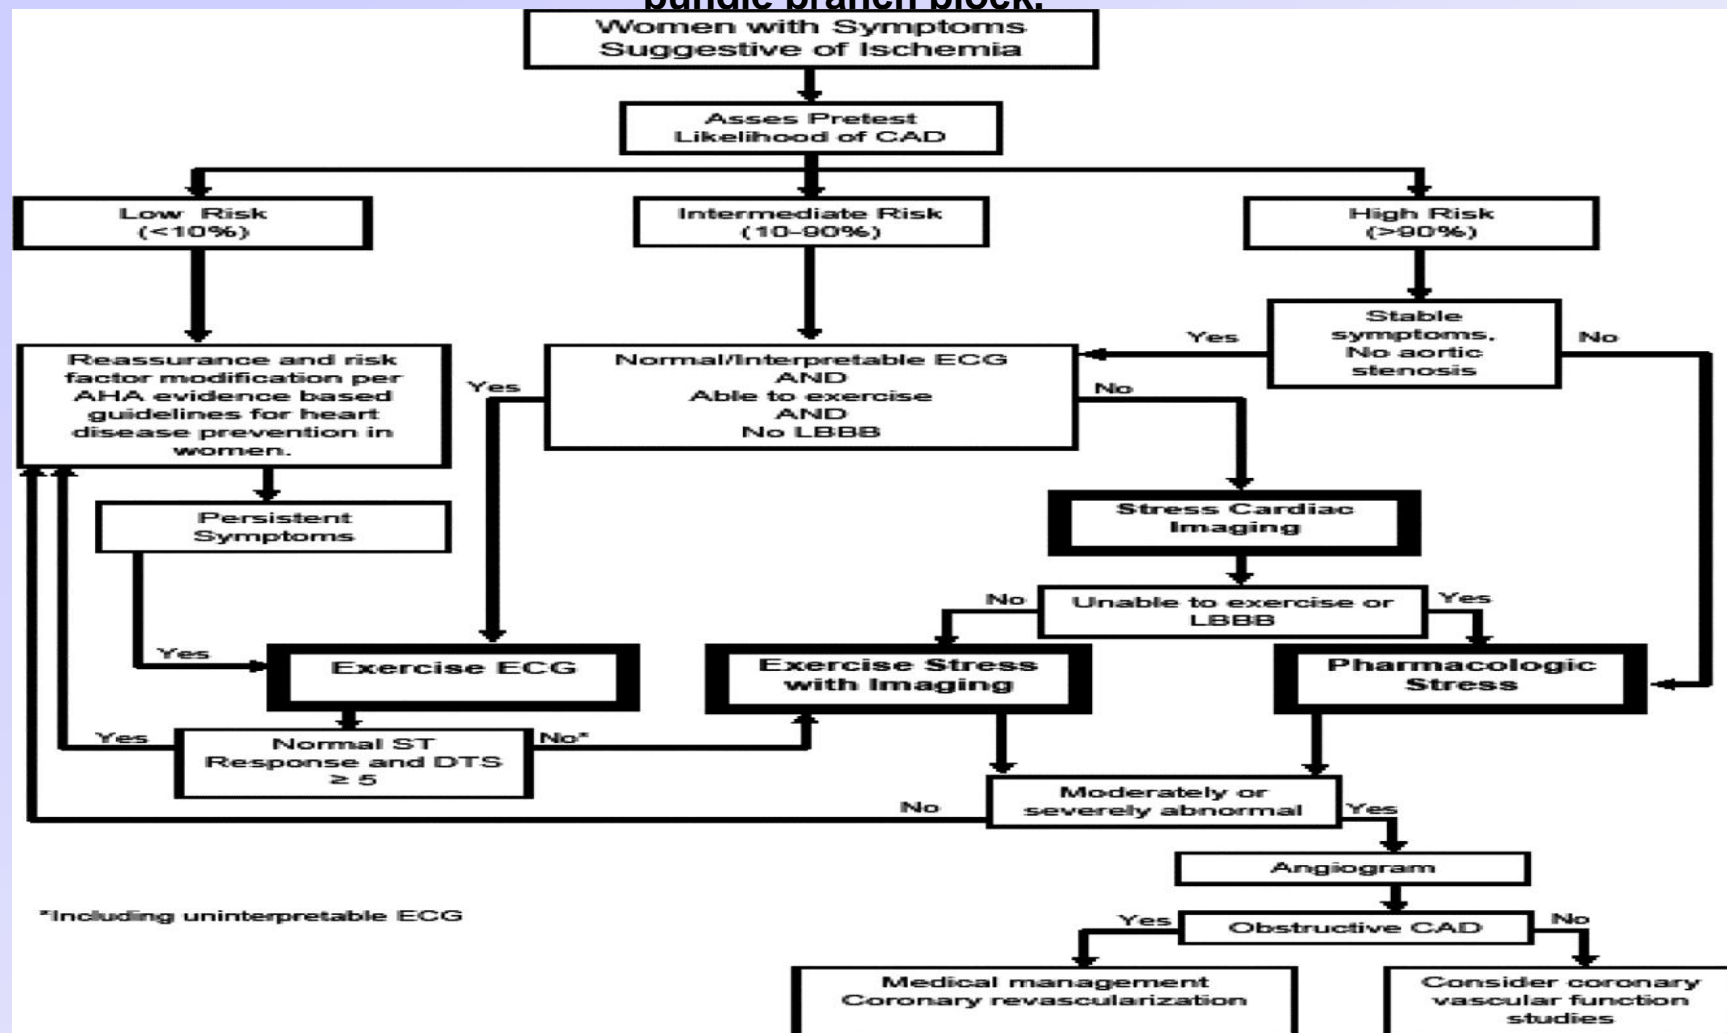 bundle branch block.
Women with Symptoms
Suggestive of Ischemia
Asses Pretest
Likelihood of CAD
Low Risk
(<10%)
Intermediate Risk
(10-90%)
High Risk
(>90%)
Stable
symptoms,
No aortic
stenosis
Yes
No
Reassurance and risk
factor modification per
AHA evidence based
guidelines for heart
disease prevention in
women.
Yes
Normal/Interpretable ECG
AND
Able to exercise
AND
No LBBB
No
Persistent
Symptoms
Stress Cardiac
Imaging
No
Unable to exercise or
LBBB
Yes
Yes
Exercise ECG
Exercise Stress
with Imaging
Pharmacologic
Stress
Yes
Normal ST
Response and DTS
≥ 5
No*
No
Moderately or
severely abnormal
Yes
Angiogram
*Including uninterpretable ECG
Yes
Obstructive CAD
No
Medical management
Coronary revascularization
Consider coronary
vascular function
studies